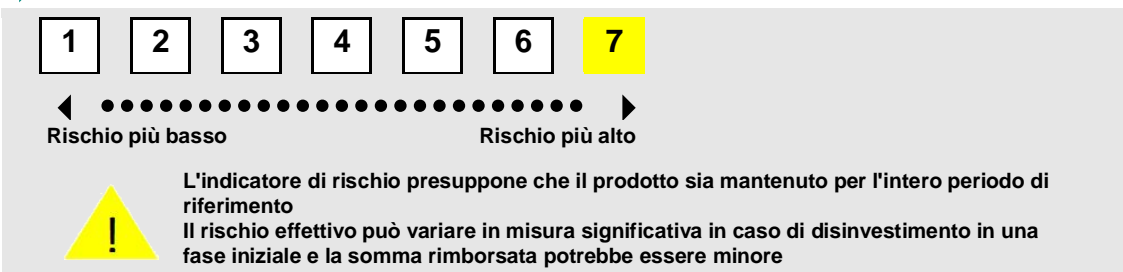 1 2 3 4 5 6 7
Rischio più basso Rischio più alto
L'indicatore di rischio presuppone che il prodotto sia mantenuto per l'intero periodo di
riferimento
Il rischio effettivo può variare in misura significativa in caso di disinvestimento in una
fase iniziale e la somma rimborsata potrebbe essere minore
!